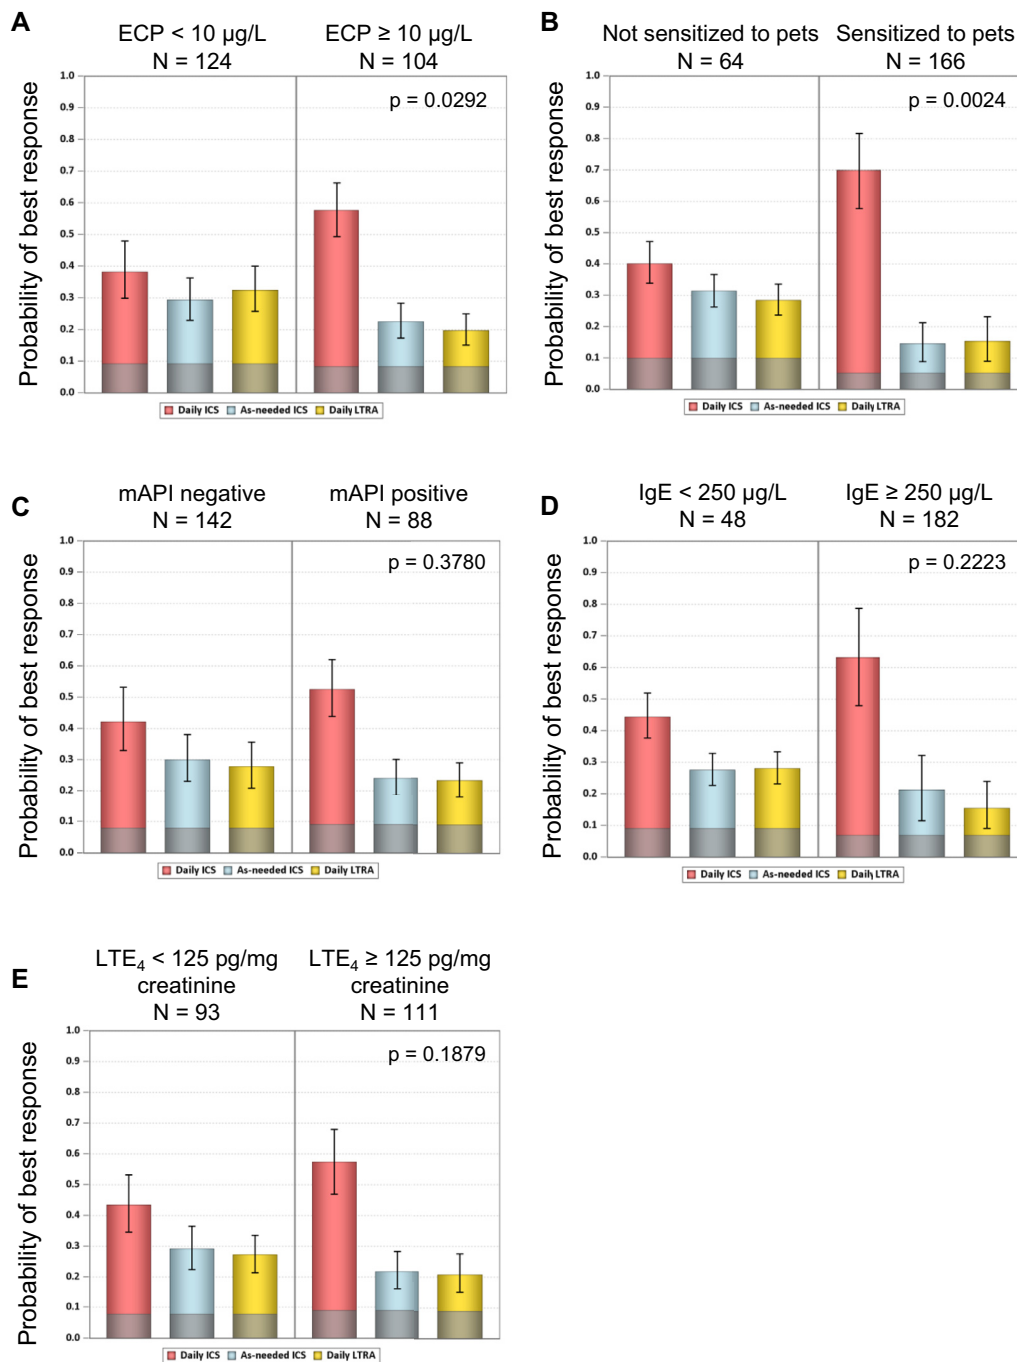 A
ECP < 10 µg/L
N = 124
ECP ≥ 10 µg/L
N = 104
p = 0.0292
Probability of best response
1.0
0.9
0.8
0.7
0.6
0.5
0.4
0.3
0.2
0.1
0.0
Daily ICS As-needed ICS Daily LTRA
B
Not sensitized to pets
N = 64
Sensitized to pets
N = 166
p = 0.0024
Probability of best response
1.0
0.9
0.8
0.7
0.6
0.5
0.4
0.3
0.2
0.1
0.0
Daily ICS As-needed ICS Daily LTRA
C
mAPI negative
N = 142
mAPI positive
N = 88
p = 0.3780
Probability of best response
1.0
0.9
0.8
0.7
0.6
0.5
0.4
0.3
0.2
0.1
0.0
Daily ICS As-needed ICS Daily LTRA
D
IgE < 250 µg/L
N = 48
IgE ≥ 250 µg/L
N = 182
p = 0.2223
Probability of best response
1.0
0.9
0.8
0.7
0.6
0.5
0.4
0.3
0.2
0.1
0.0
Daily ICS As-needed ICS Daily LTRA
E
LTE₄ < 125 pg/mg
creatinine
N = 93
LTE₄ ≥ 125 pg/mg
creatinine
N = 111
p = 0.1879
Probability of best response
1.0
0.9
0.8
0.7
0.6
0.5
0.4
0.3
0.2
0.1
0.0
Daily ICS As-needed ICS Daily LTRA